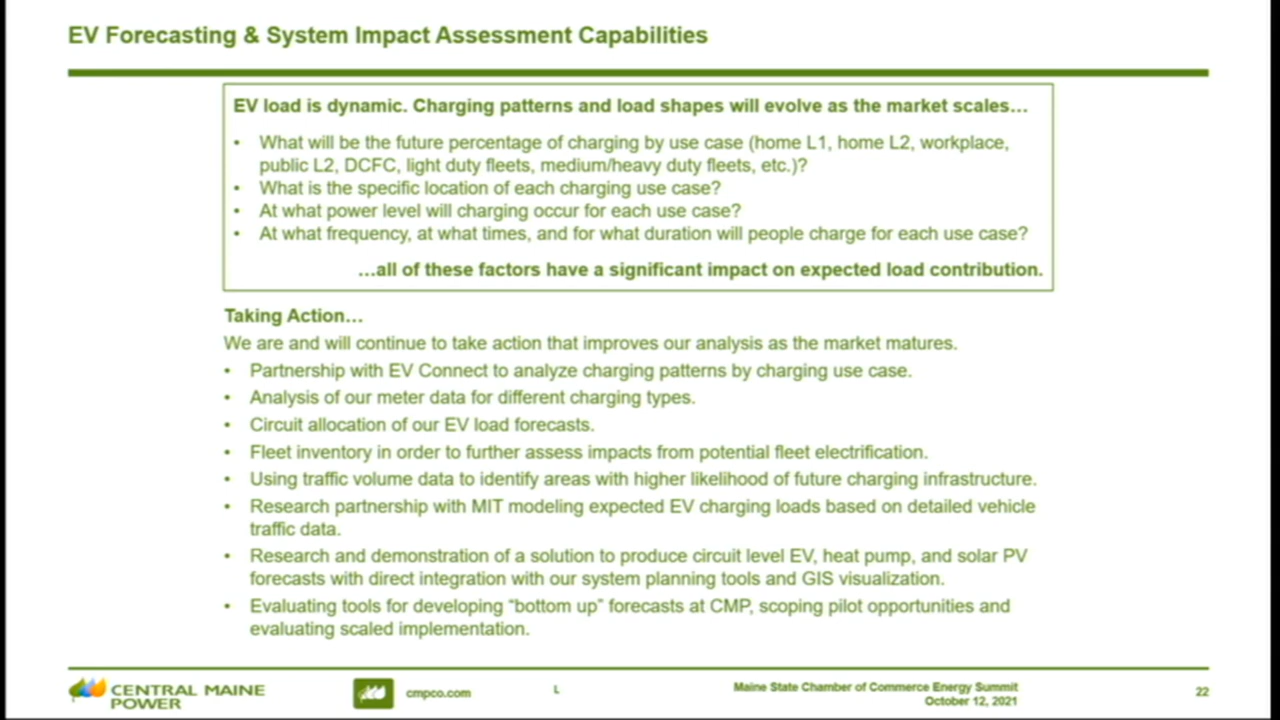 EV Forecasting & System Impact Assessment Capabilities
EV load is dynamic. Charging patterns and load shapes will evolve as the market scales…
• What will be the future percentage of charging by use case (home L1, home L2, workplace,
public L2, DCFC, light duty fleets, medium/heavy duty fleets, etc.)?
• What is the specific location of each charging use case?
• At what power level will charging occur for each use case?
• At what frequency, at what times, and for what duration will people charge for each use case?
…all of these factors have a significant impact on expected load contribution.
Taking Action…
We are and will continue to take action that improves our analysis as the market matures.
• Partnership with EV Connect to analyze charging patterns by charging use case.
• Analysis of our meter data for different charging types.
• Circuit allocation of our EV load forecasts.
• Fleet inventory in order to further assess impacts from potential fleet electrification.
• Using traffic volume data to identify areas with higher likelihood of future charging infrastructure.
• Research partnership with MIT modeling expected EV charging loads based on detailed vehicle
traffic data.
• Research and demonstration of a solution to produce circuit level EV, heat pump, and solar PV
forecasts with direct integration with our system planning tools and GIS visualization.
• Evaluating tools for developing “bottom up” forecasts at CMP, scoping pilot opportunities and
evaluating scaled implementation.
CENTRAL MAINE
POWER
cmpco.com
L
Maine State Chamber of Commerce Energy Summit
October 12, 2021
22